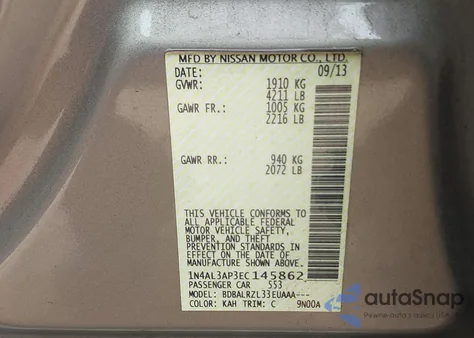 MFD BY NISSAN MOTOR CO., LTD.
DATE: 09/13
GVWR: 1910 KG
4211 LB
GAWR FR.: 1005 KG
2216 LB
GAWR RR.: 940 KG
2072 LB
THIS VEHICLE CONFORMS TO
ALL APPLICABLE FEDERAL
MOTOR VEHICLE SAFETY,
BUMPER, AND THEFT
PREVENTION STANDARDS
IN EFFECT ON THE DATE
OF MANUFACTURE SHOWN
ABOVE.
1N4AL3AP3EC145862
PASSENGER CAR S53
MODEL: BDBALRZL33EUAAA---
COLOR: KAH TRIM: C 9N00A
autoSnap